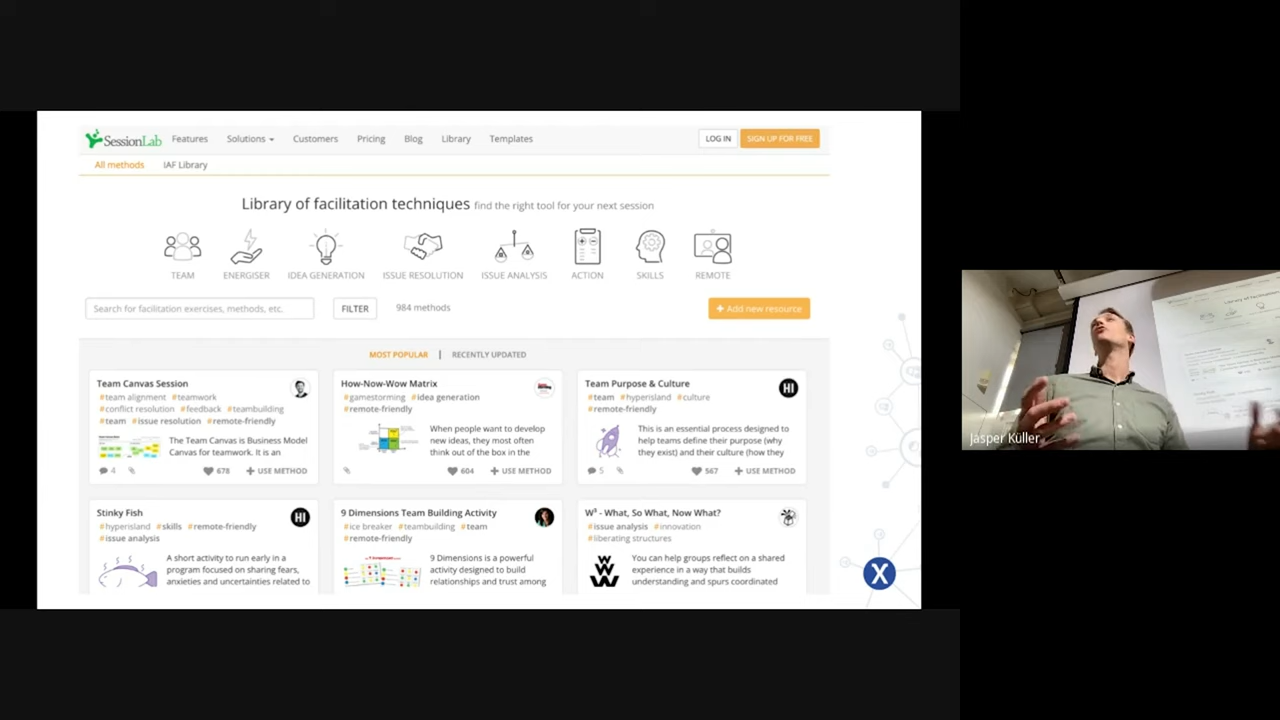 SessionLab Features Solutions Customers Pricing Blog Library Templates LOG IN SIGN UP FOR FREE
All methods IAF Library
Library of facilitation techniques find the right tool for your next session
TEAM ENERGISER IDEA GENERATION ISSUE RESOLUTION ISSUE ANALYSIS ACTION SKILLS REMOTE
Search for facilitation exercises, methods, etc. FILTER 984 methods + Add new resource
MOST POPULAR | RECENTLY UPDATED
Team Canvas Session
#team alignment #teamwork
#conflict resolution #feedback #teambuilding
#team #issue resolution #remote-friendly
The Team Canvas is Business Model
Canvas for teamwork. It is an
4 678 + USE METHOD
How-Now-Wow Matrix
#gamestorming #idea generation
#remote-friendly
When people want to develop
new ideas, they most often
think out of the box in the
604 + USE METHOD
Team Purpose & Culture
HI
#team #hyperisland #culture
#remote-friendly
This is an essential process designed to
help teams define their purpose (why
they exist) and their culture (how they
5 567 + USE METHOD
Stinky Fish
HI
#hyperisland #skills #remote-friendly
#issue analysis
A short activity to run early in a
program focused on sharing fears,
anxieties and uncertainties related to
9 Dimensions Team Building Activity
#ice breaker #teambuilding #team
#remote-friendly
9 Dimensions is a powerful
activity designed to build
relationships and trust among
W³ - What, So What, Now What?
#issue analysis #innovation
#liberating structures
W
W W
You can help groups reflect on a shared
experience in a way that builds
understanding and spurs coordinated
X
Jasper Küller